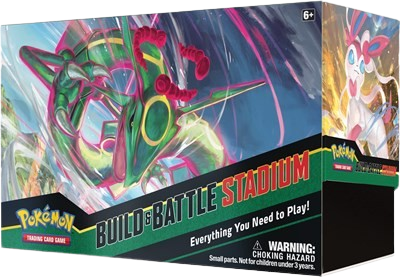 6+
BUILD & BATTLE STADIUM
Everything You Need to Play!
Pokémon
TRADING CARD GAME
WARNING:
CHOKING HAZARD
Small parts. Not for children under 3 years.
Pokémon